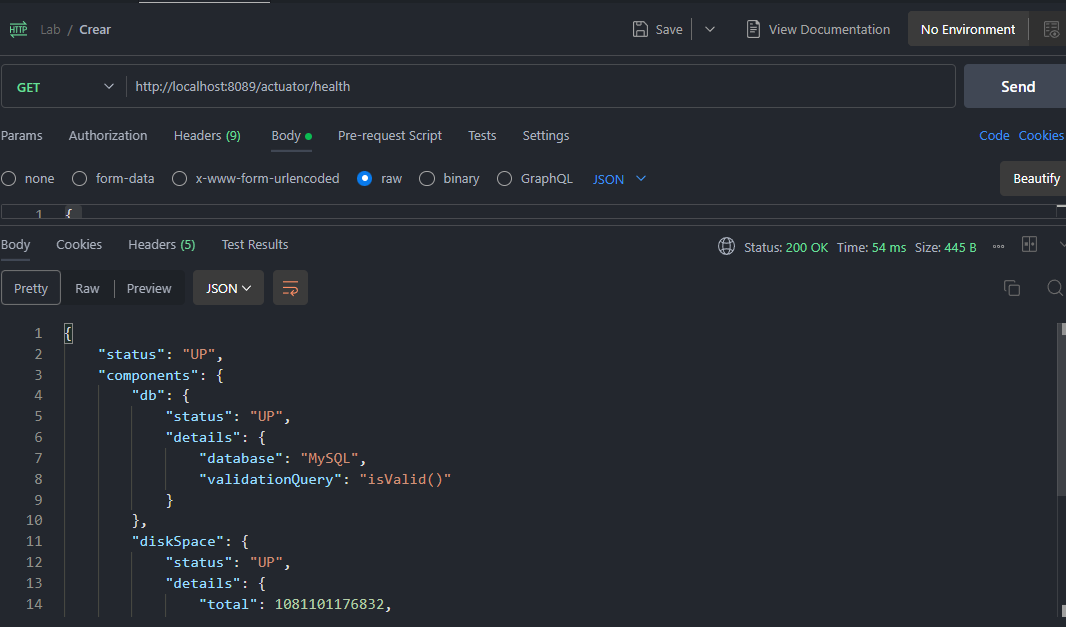 HTTP Lab / Crear Save View Documentation No Environment
GET http://localhost:8089/actuator/health Send
Params Authorization Headers (9) Body Pre-request Script Tests Settings Code Cookies
none form-data x-www-form-urlencoded raw binary GraphQL JSON Beautify
1 {
Body Cookies Headers (5) Test Results Status: 200 OK Time: 54 ms Size: 445 B
Pretty Raw Preview JSON
1 {
2 "status": "UP",
3 "components": {
4 "db": {
5 "status": "UP",
6 "details": {
7 "database": "MySQL",
8 "validationQuery": "isValid()"
9 }
10 },
11 "diskSpace": {
12 "status": "UP",
13 "details": {
14 "total": 1081101176832,